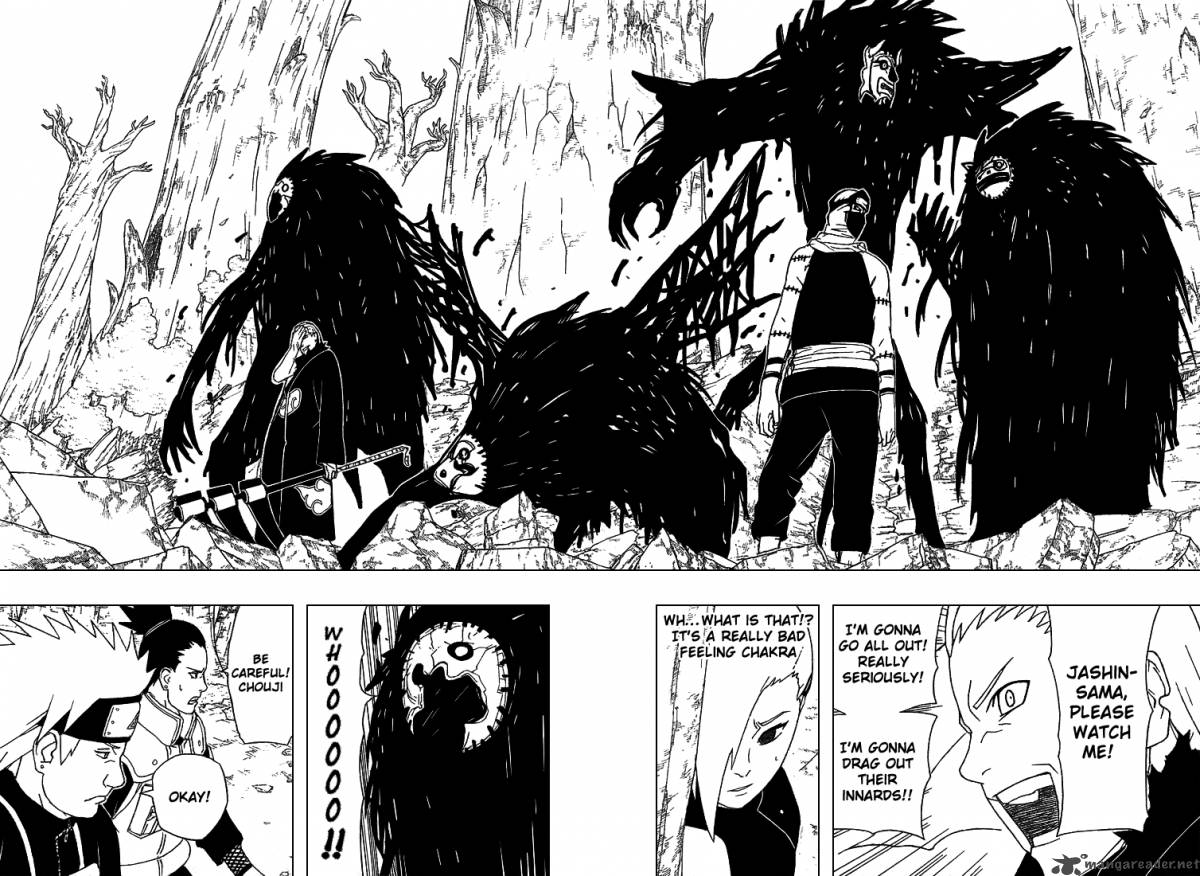 I'M GONNA
GO ALL OUT!
REALLY
SERIOUSLY!
JASHIN-
SAMA,
PLEASE
WATCH
ME!
I'M GONNA
DRAG OUT
THEIR
INNARDS!!
WH...WHAT IS THAT!?
IT'S A REALLY BAD
FEELING CHAKRA
WHOOOOOOO!!
BE
CAREFUL!
CHOUJI
OKAY!
mangareader.net